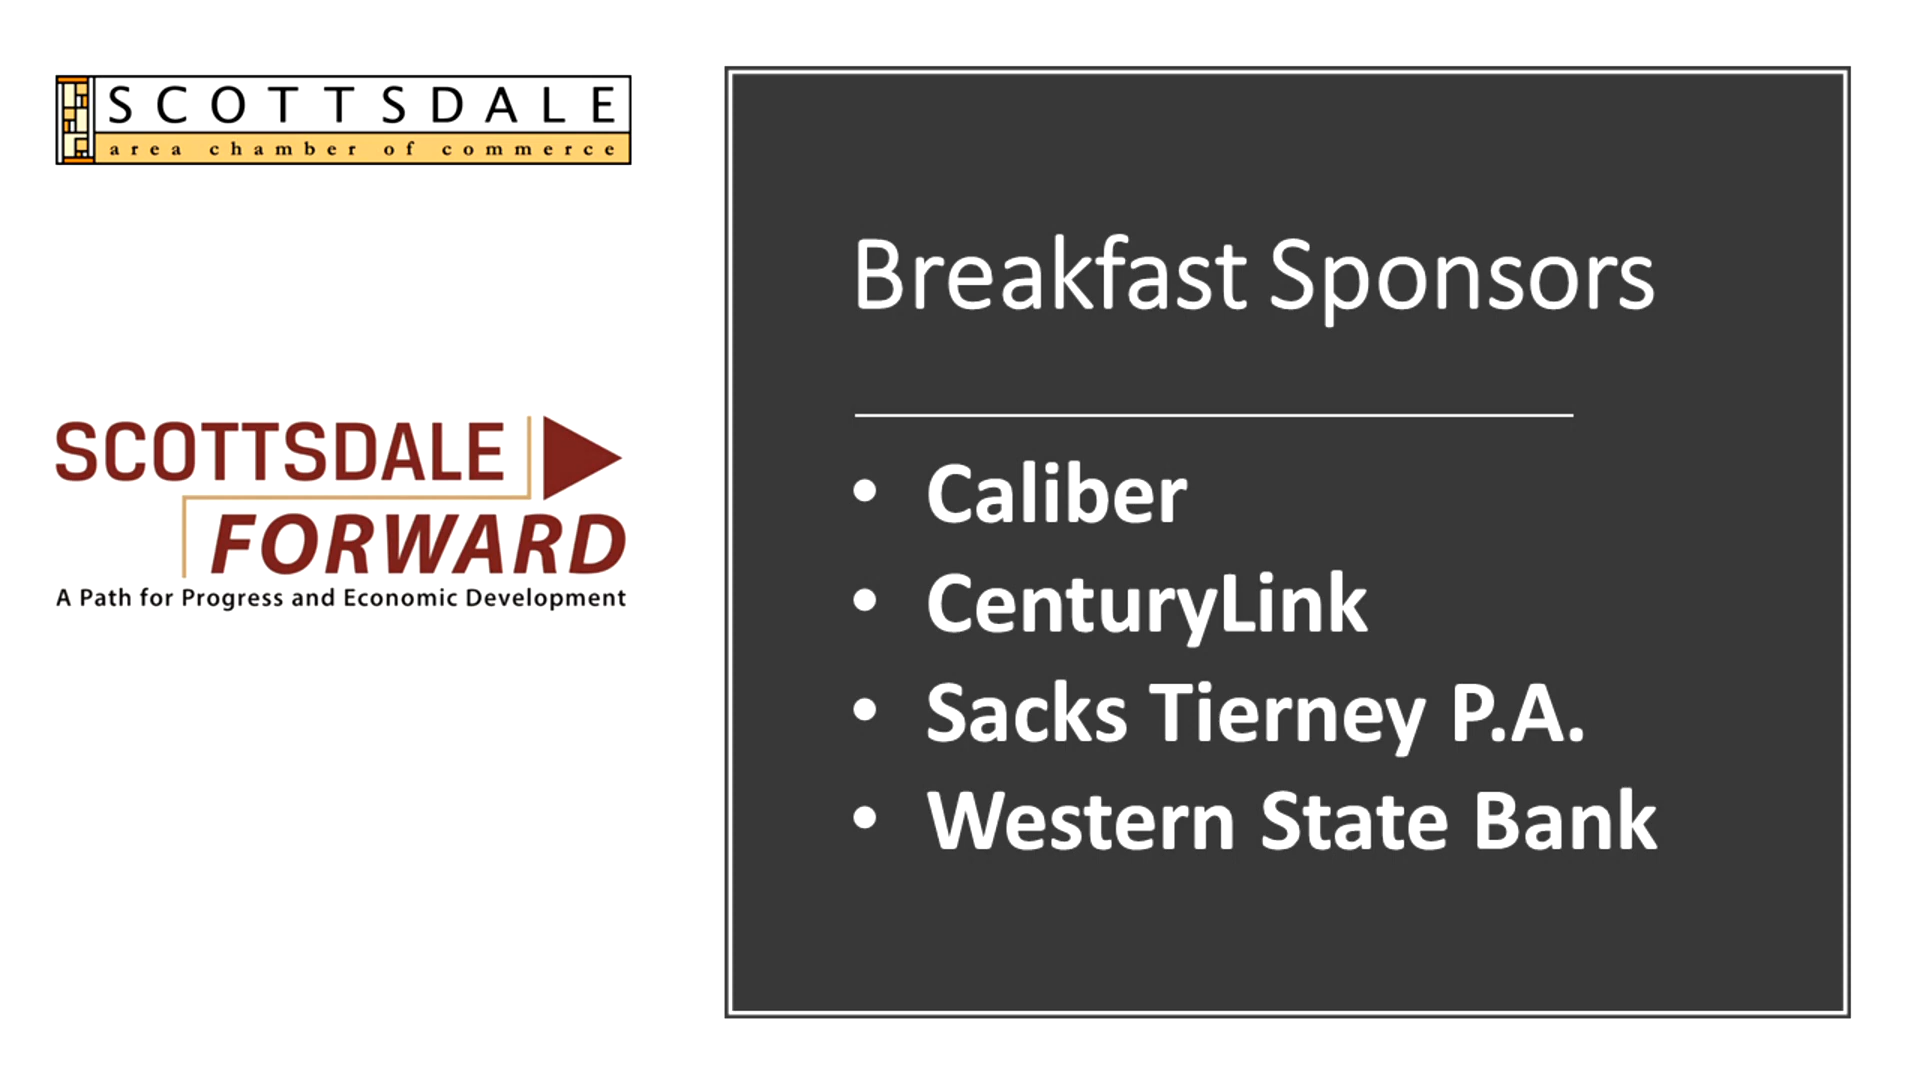 SCOTTSDALE
area chamber of commerce
SCOTTSDALE
FORWARD
A Path for Progress and Economic Development
Breakfast Sponsors
• Caliber
• CenturyLink
• Sacks Tierney P.A.
• Western State Bank